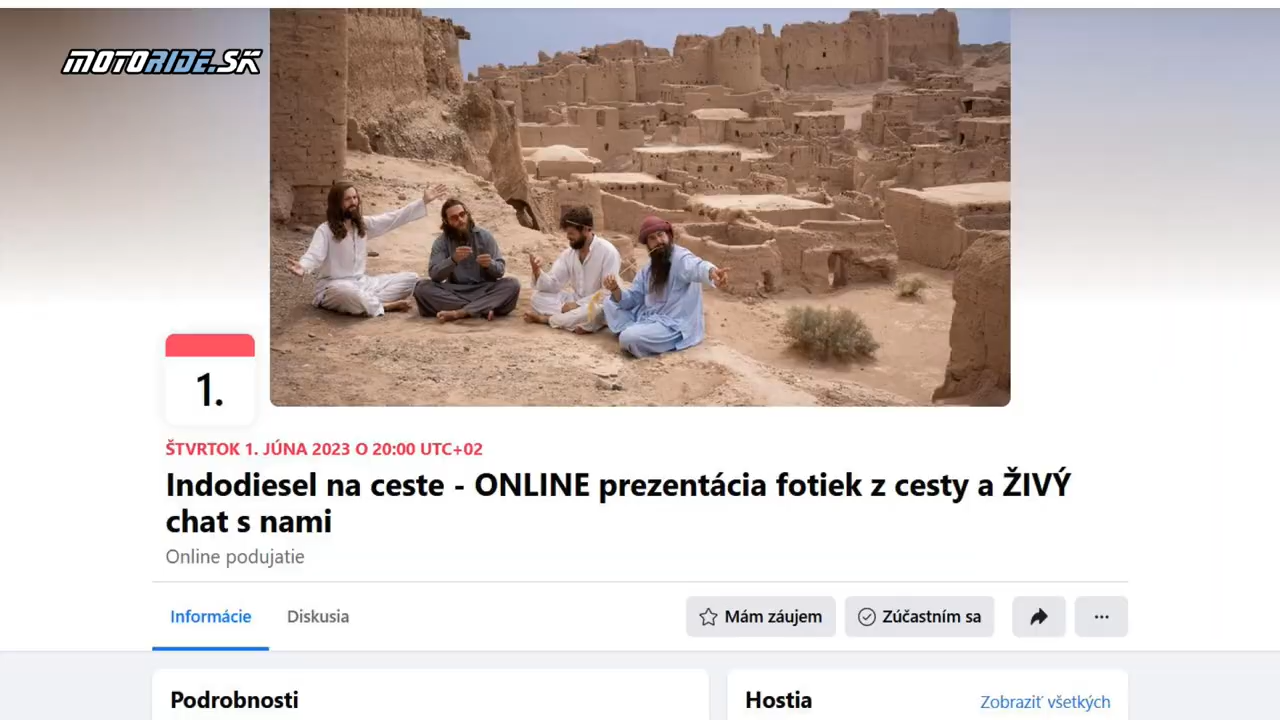 MOTORIDE.SK
1.
ŠTVRTOK 1. JÚNA 2023 O 20:00 UTC+02
Indodiesel na ceste - ONLINE prezentácia fotiek z cesty a ŽIVÝ
chat s nami
Online podujatie
Informácie Diskusia Mám záujem Zúčastním sa ...
Podrobnosti Hostia Zobraziť všetkých